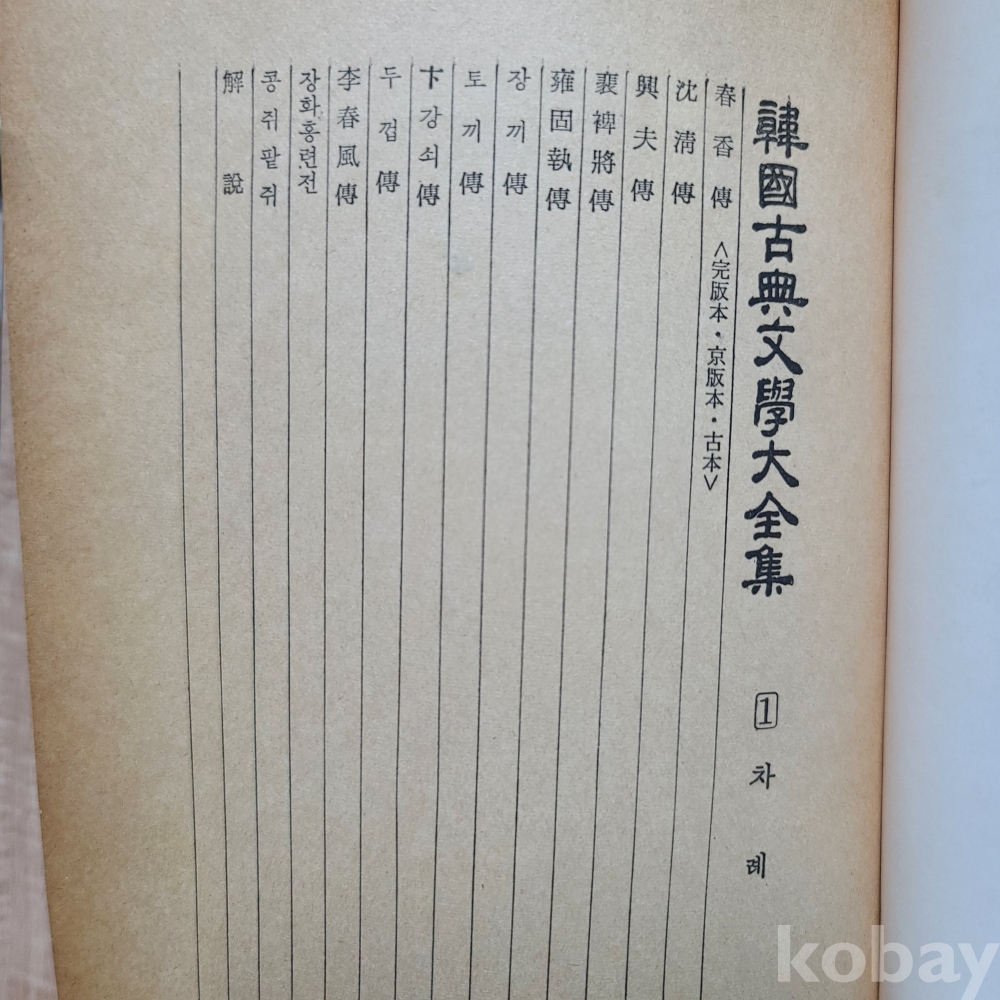 韓國古典文學大全集 1 차례
春香傳 <完版本·京版本·古本>
沈淸傳
興夫傳
裵裨將傳
雍固執傳
장끼傳
토끼傳
卞강쇠傳
두껍傳
李春風傳
장화홍련전
콩쥐팥쥐
解說
kobay